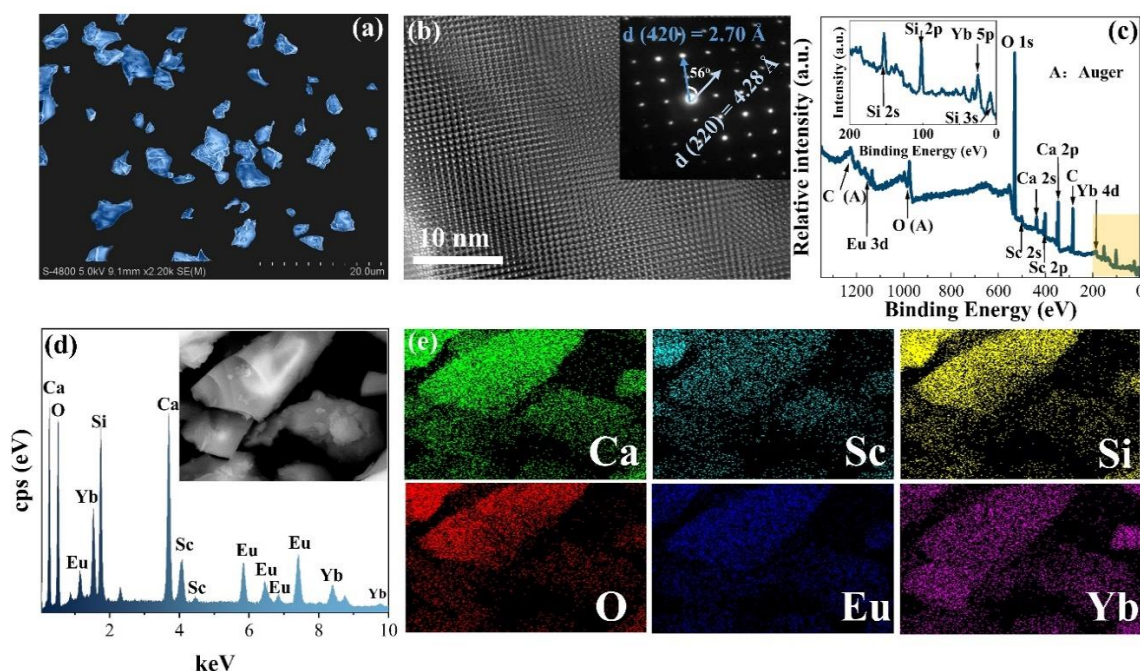 (a)
S-4800 5.0kV 9.1mm x2.20k SE(M)
20.0um
(b)
d (420) = 2.70 Å
56°
d (220) = 4.28 Å
10 nm
(c)
Relative intensity (a.u.)
Intensity (a.u.)
Si 2p
Yb 5p
Si 2s
Si 3s
200
100
0
Binding Energy (eV)
O 1s
A: Auger
C (A)
Eu 3d
O (A)
Ca 2s
Ca 2p
C
Yb 4d
Sc 2s
Sc 2p
1200 1000 800 600 400 200 0
Binding Energy (eV)
(d)
cps (eV)
Ca
O
Si
Yb
Eu
Ca
Sc
Sc
Eu
Eu
Eu
Eu
Yb
Yb
2 4 6 8 10
keV
(e)
Ca
Sc
Si
O
Eu
Yb